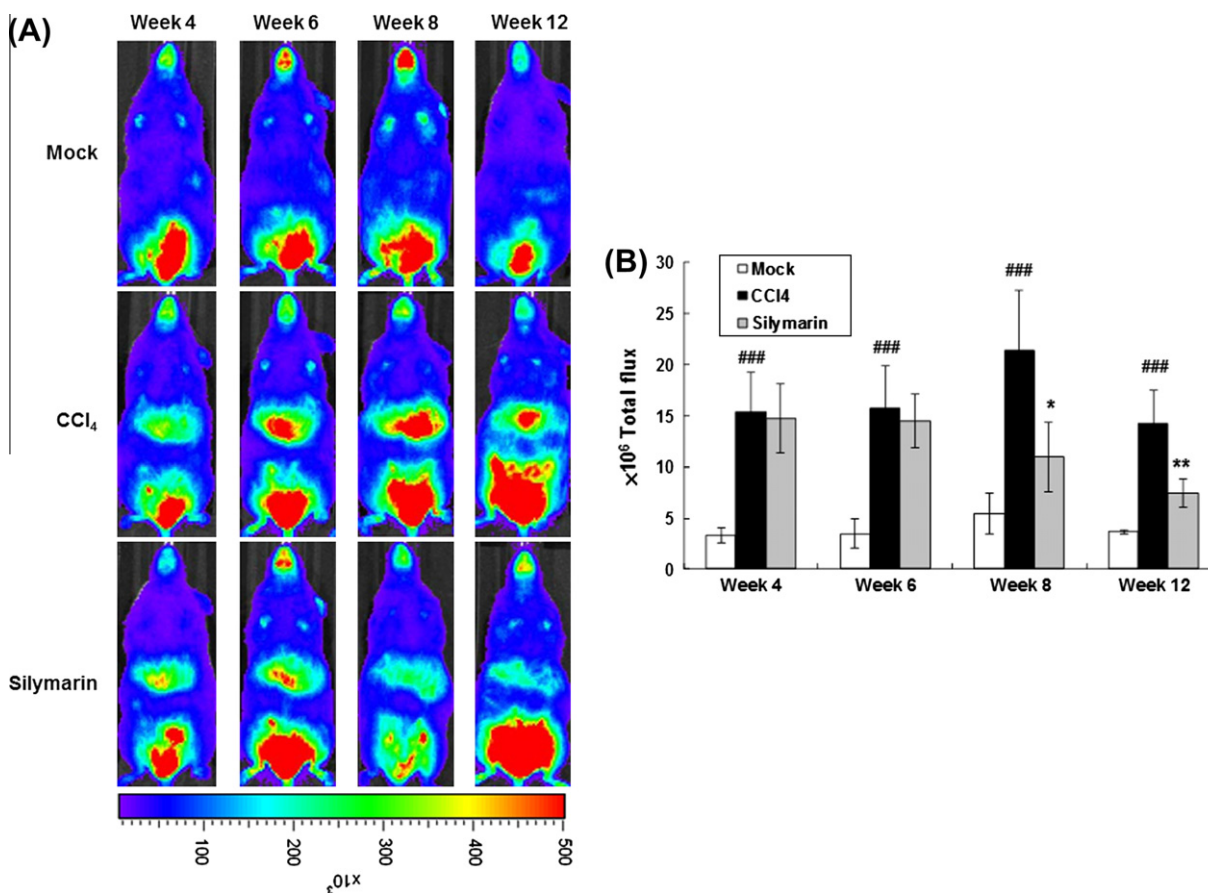 (A)
Week 4 Week 6 Week 8 Week 12
Mock
CCl₄
Silymarin
100 200 300 400 500
×10³
(B)
Mock
CCl4
Silymarin
×10⁶ Total flux
30
25
20
15
10
5
0
###
###
###
*
###
**
Week 4 Week 6 Week 8 Week 12